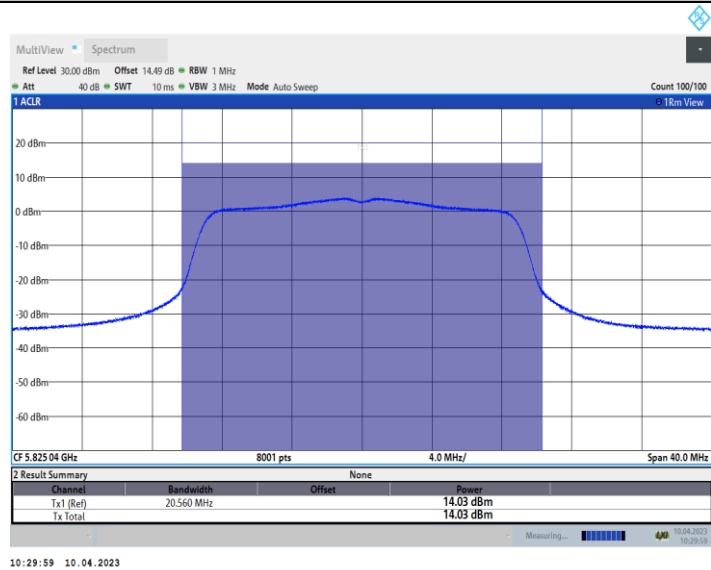 MultiView Spectrum
Ref Level 30.00 dBm Offset 14.49 dB RBW 1 MHz
Att 40 dB SWT 10 ms VBW 3 MHz Mode Auto Sweep Count 100/100
1 ACLR 1Rm View
20 dBm
10 dBm
0 dBm
-10 dBm
-20 dBm
-30 dBm
-40 dBm
-50 dBm
-60 dBm
CF 5.825 04 GHz 8001 pts 4.0 MHz/ Span 40.0 MHz
2 Result Summary None
Channel Bandwidth Offset Power
Tx1 (Ref) 20.560 MHz 14.03 dBm
Tx Total 14.03 dBm
Measuring... 10.04.2023
10:29:59
10:29:59 10.04.2023